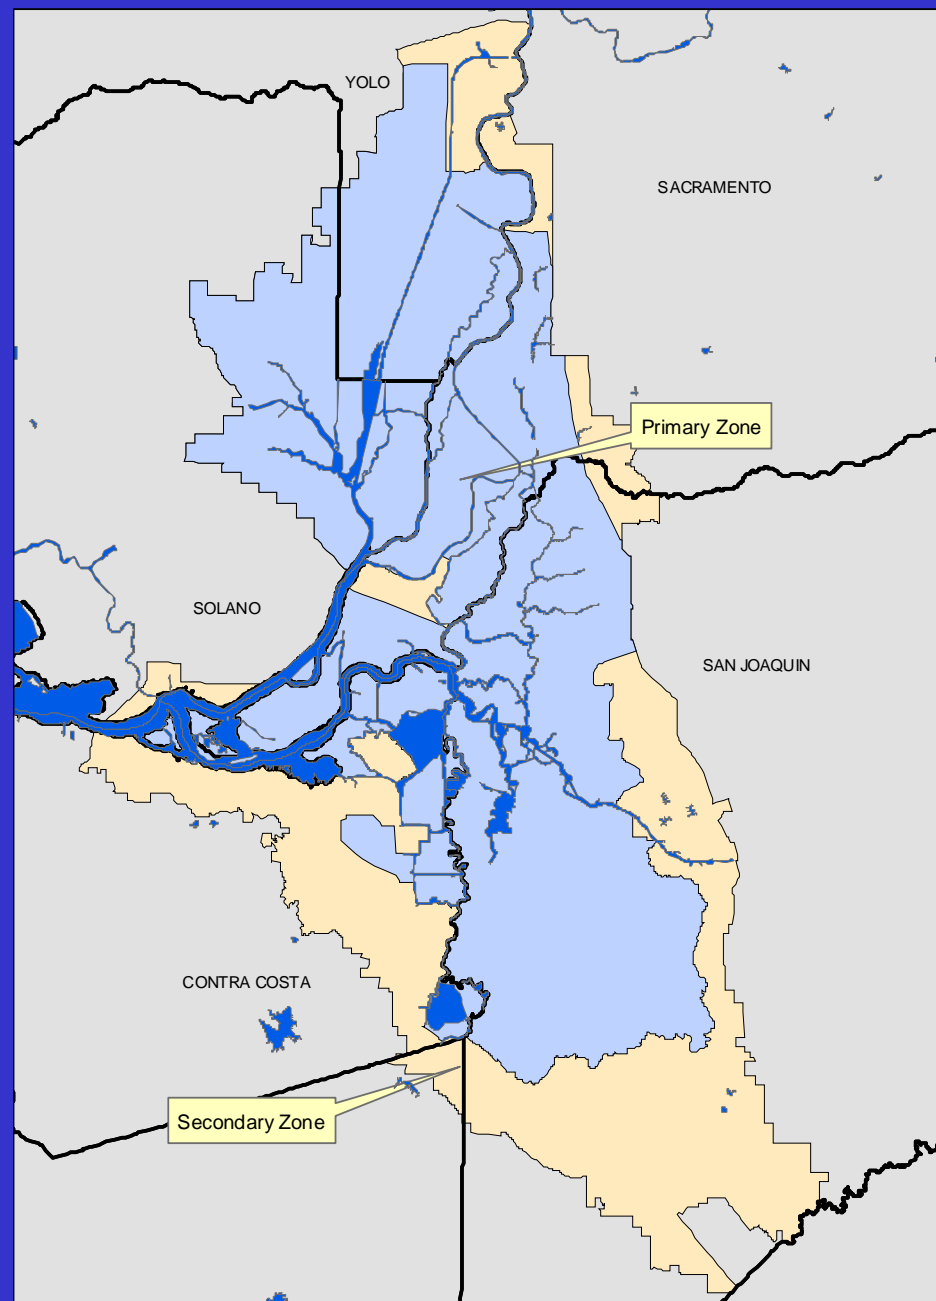 YOLO
SACRAMENTO
Primary Zone
SOLANO
SAN JOAQUIN
CONTRA COSTA
Secondary Zone